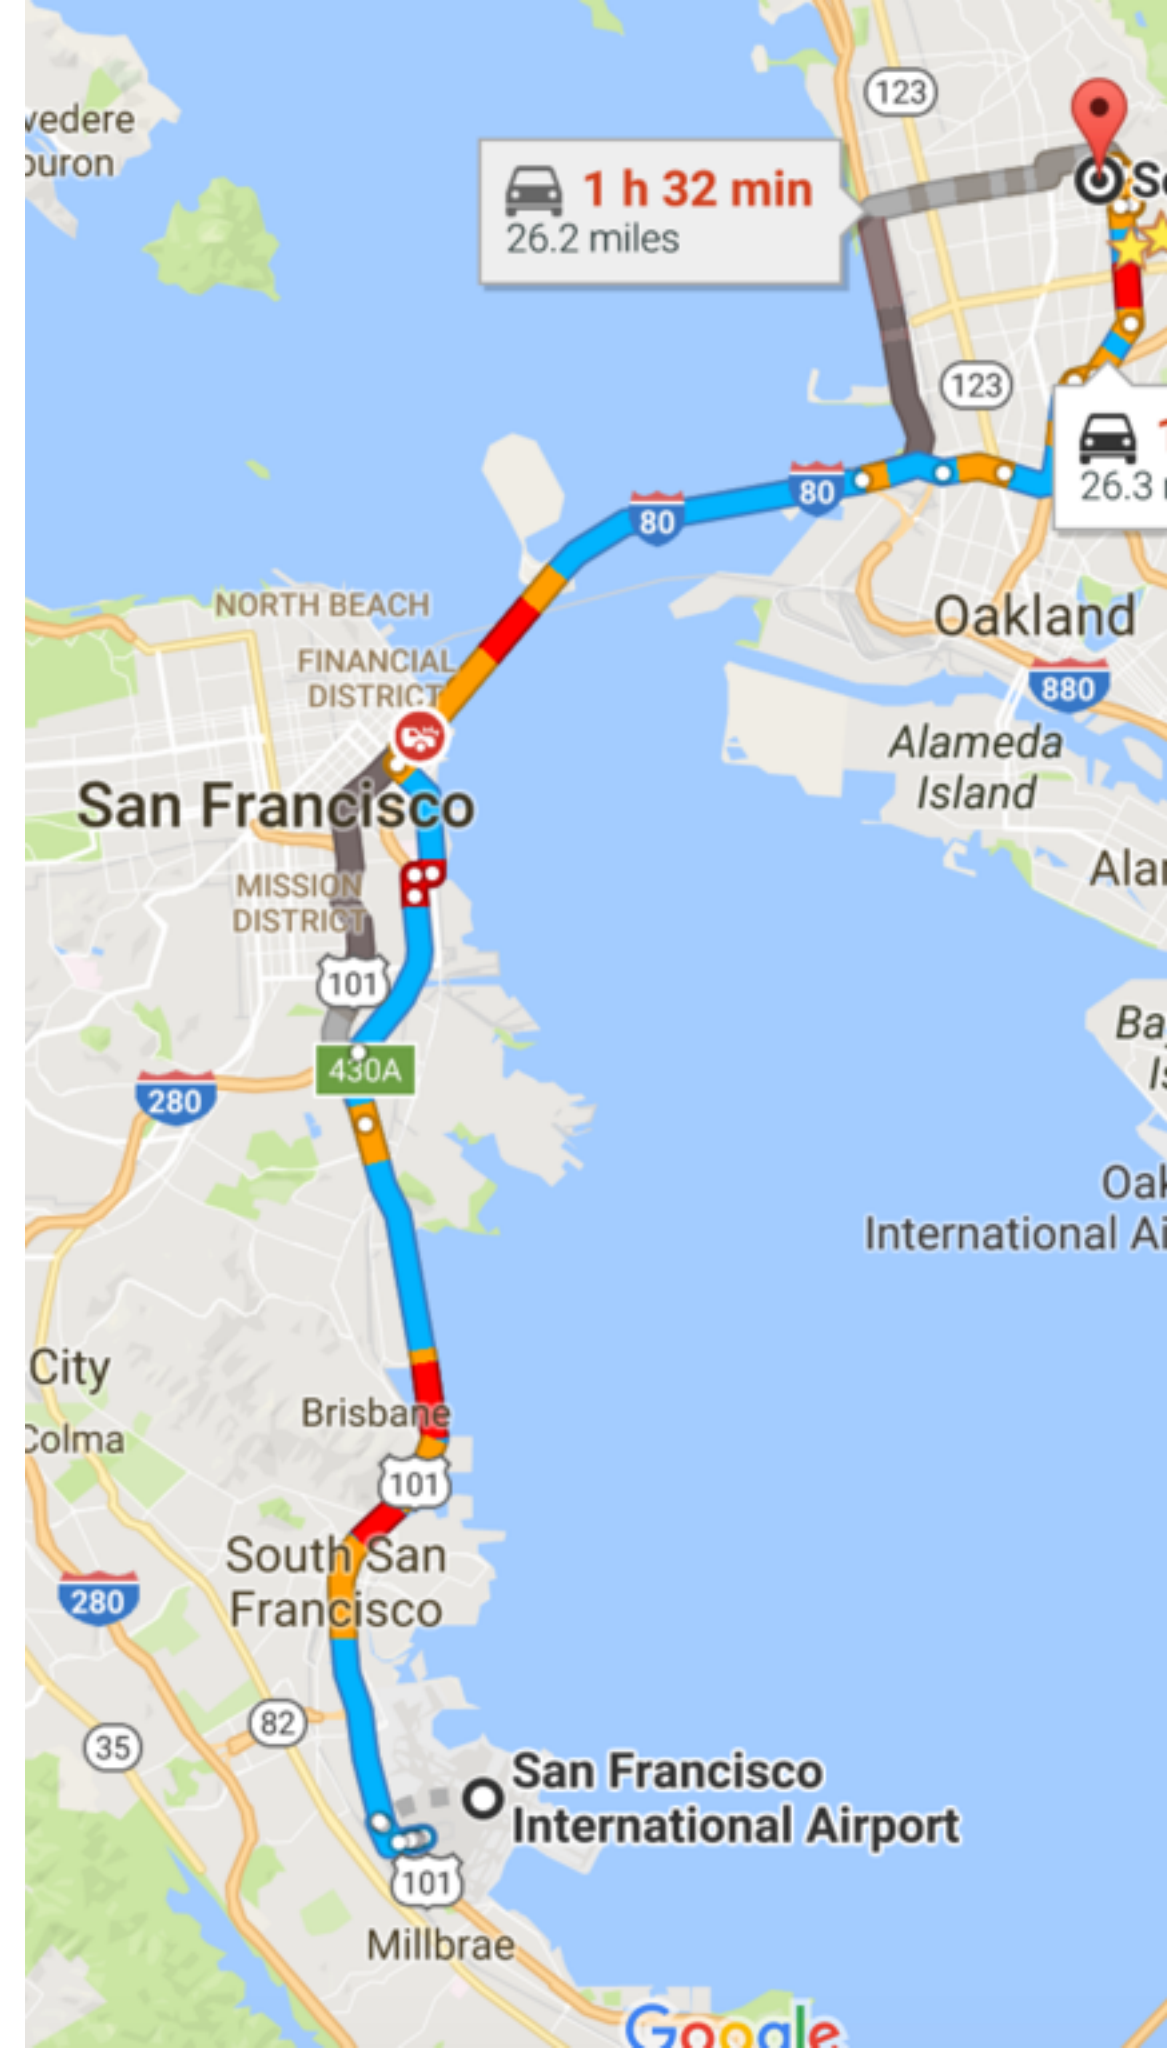 123
vedere
1 h 32 min
26.2 miles
123
26.3
80
80
NORTH BEACH
FINANCIAL
DISTRICT
Oakland
880
Alameda
Island
San Francisco
MISSION
DISTRICT
101
430A
280
International
City
Brisbane
Colma
101
South San
Francisco
280
82
35
San Francisco
International Airport
101
Millbrae
Google